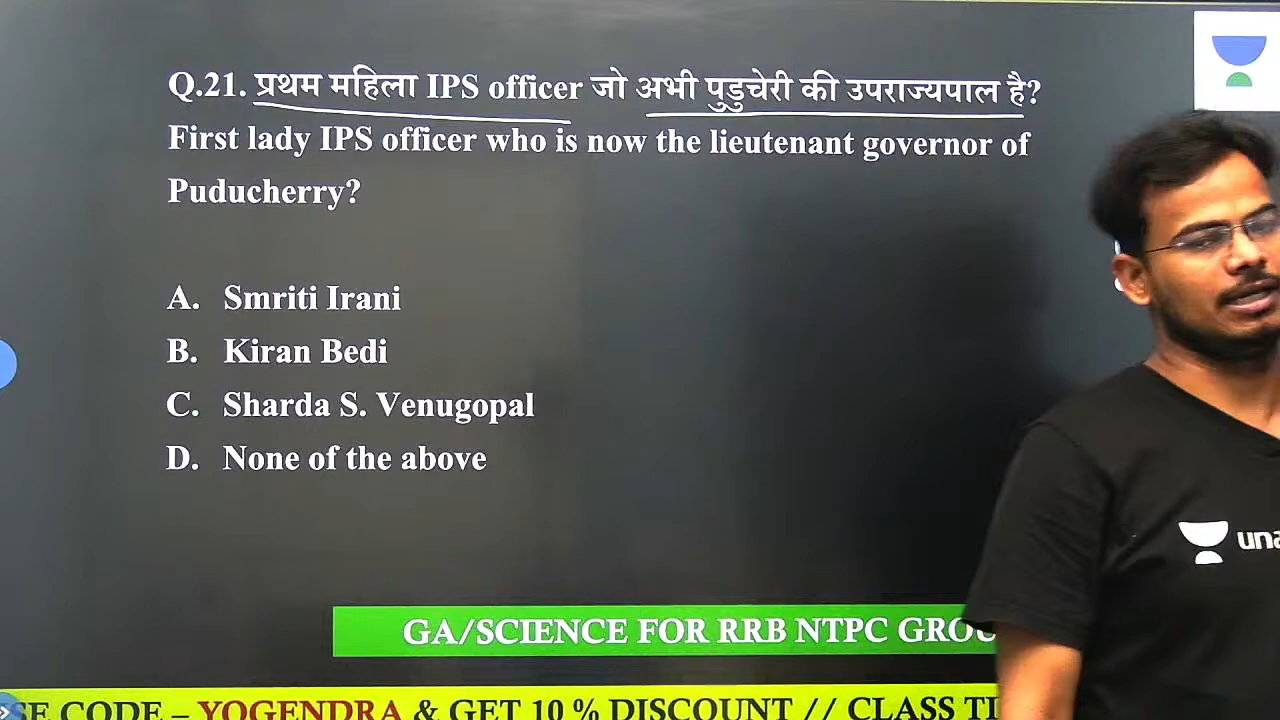 Q.21. प्रथम महिला IPS officer जो अभी पुडुचेरी की उपराज्यपाल है?
First lady IPS officer who is now the lieutenant governor of
Puducherry?
A. Smriti Irani
B. Kiran Bedi
C. Sharda S. Venugopal
D. None of the above
una
GA/SCIENCE FOR RRB NTPC GROU
SE CODE – YOGENDRA & GET 10 % DISCOUNT // CLASS TI